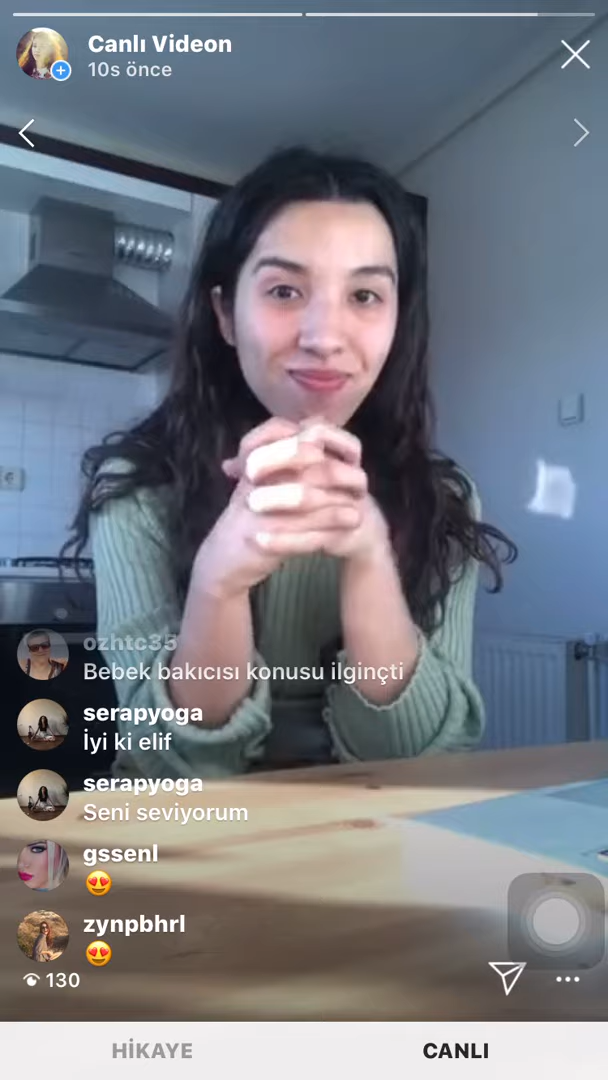 Canlı Videon
10s önce
ozhtc35
Bebek bakıcısı konusu ilginçti
serapyoga
İyi ki elif
serapyoga
Seni seviyorum
gssenl
😍
zynpbhrl
😍
130
HİKAYE
CANLI